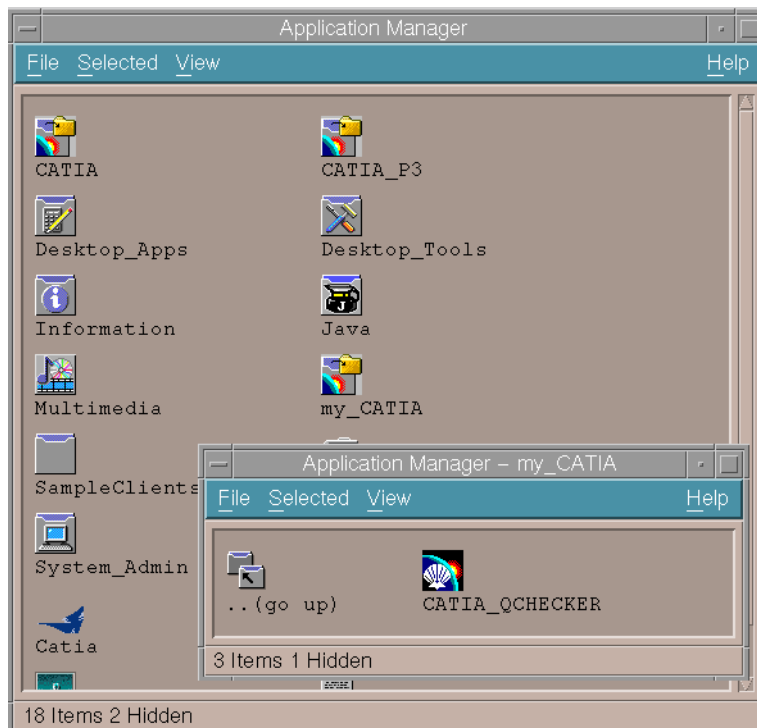 Application Manager
File Selected View Help
CATIA CATIA_P3
Desktop_Apps Desktop_Tools
Information Java
Multimedia my_CATIA
SampleClients
System_Admin
Catia
18 Items 2 Hidden
Application Manager – my_CATIA
File Selected View Help
..(go up) CATIA_QCHECKER
3 Items 1 Hidden